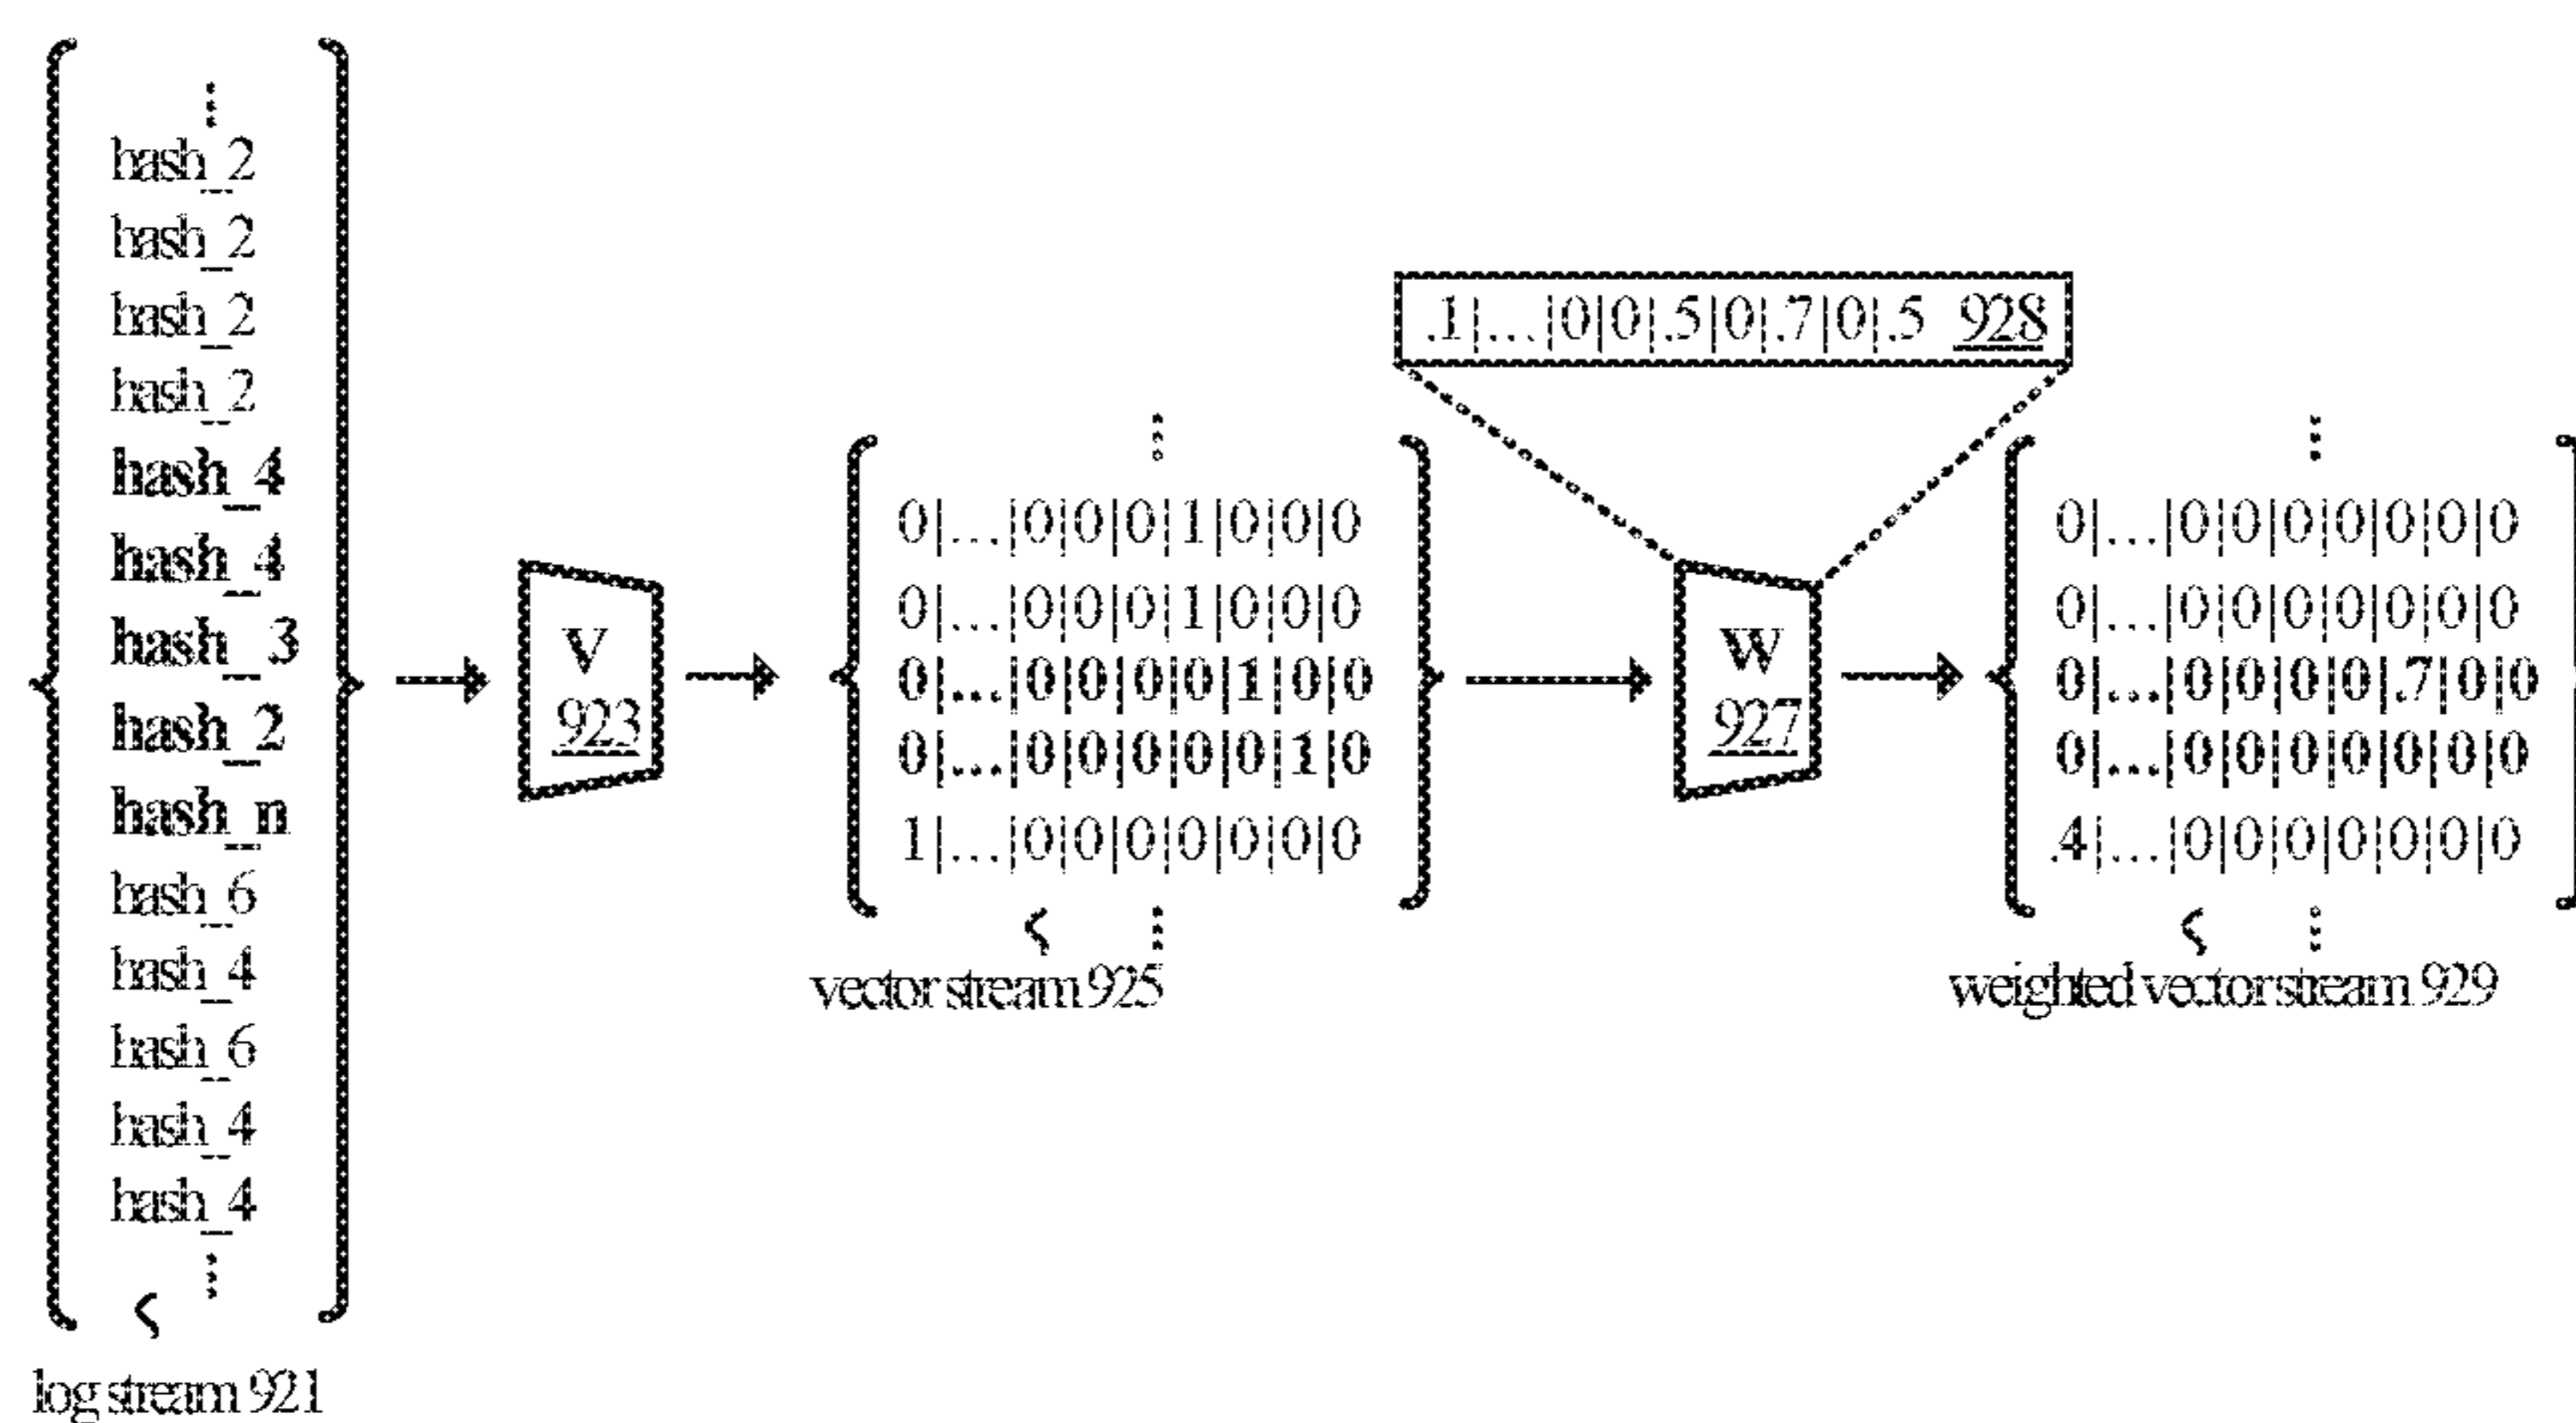 hash_2
hash_2
hash_2
hash_2
hash_4
hash_4
hash_3
hash_2
hash_n
hash_6
hash_4
hash_6
hash_4
hash_4
log stream 921
V
923
0|...|0|0|0|1|0|0|0
0|...|0|0|0|1|0|0|0
0|...|0|0|0|0|1|0|0
0|...|0|0|0|0|0|1|0
1|...|0|0|0|0|0|0|0
vector stream 925
.1|...|0|0|.5|0|.7|0|.5 928
W
927
0|...|0|0|0|0|0|0|0
0|...|0|0|0|0|0|0|0
0|...|0|0|0|0|.7|0|0
0|...|0|0|0|0|0|0|0
.4|...|0|0|0|0|0|0|0
weighted vector stream 929